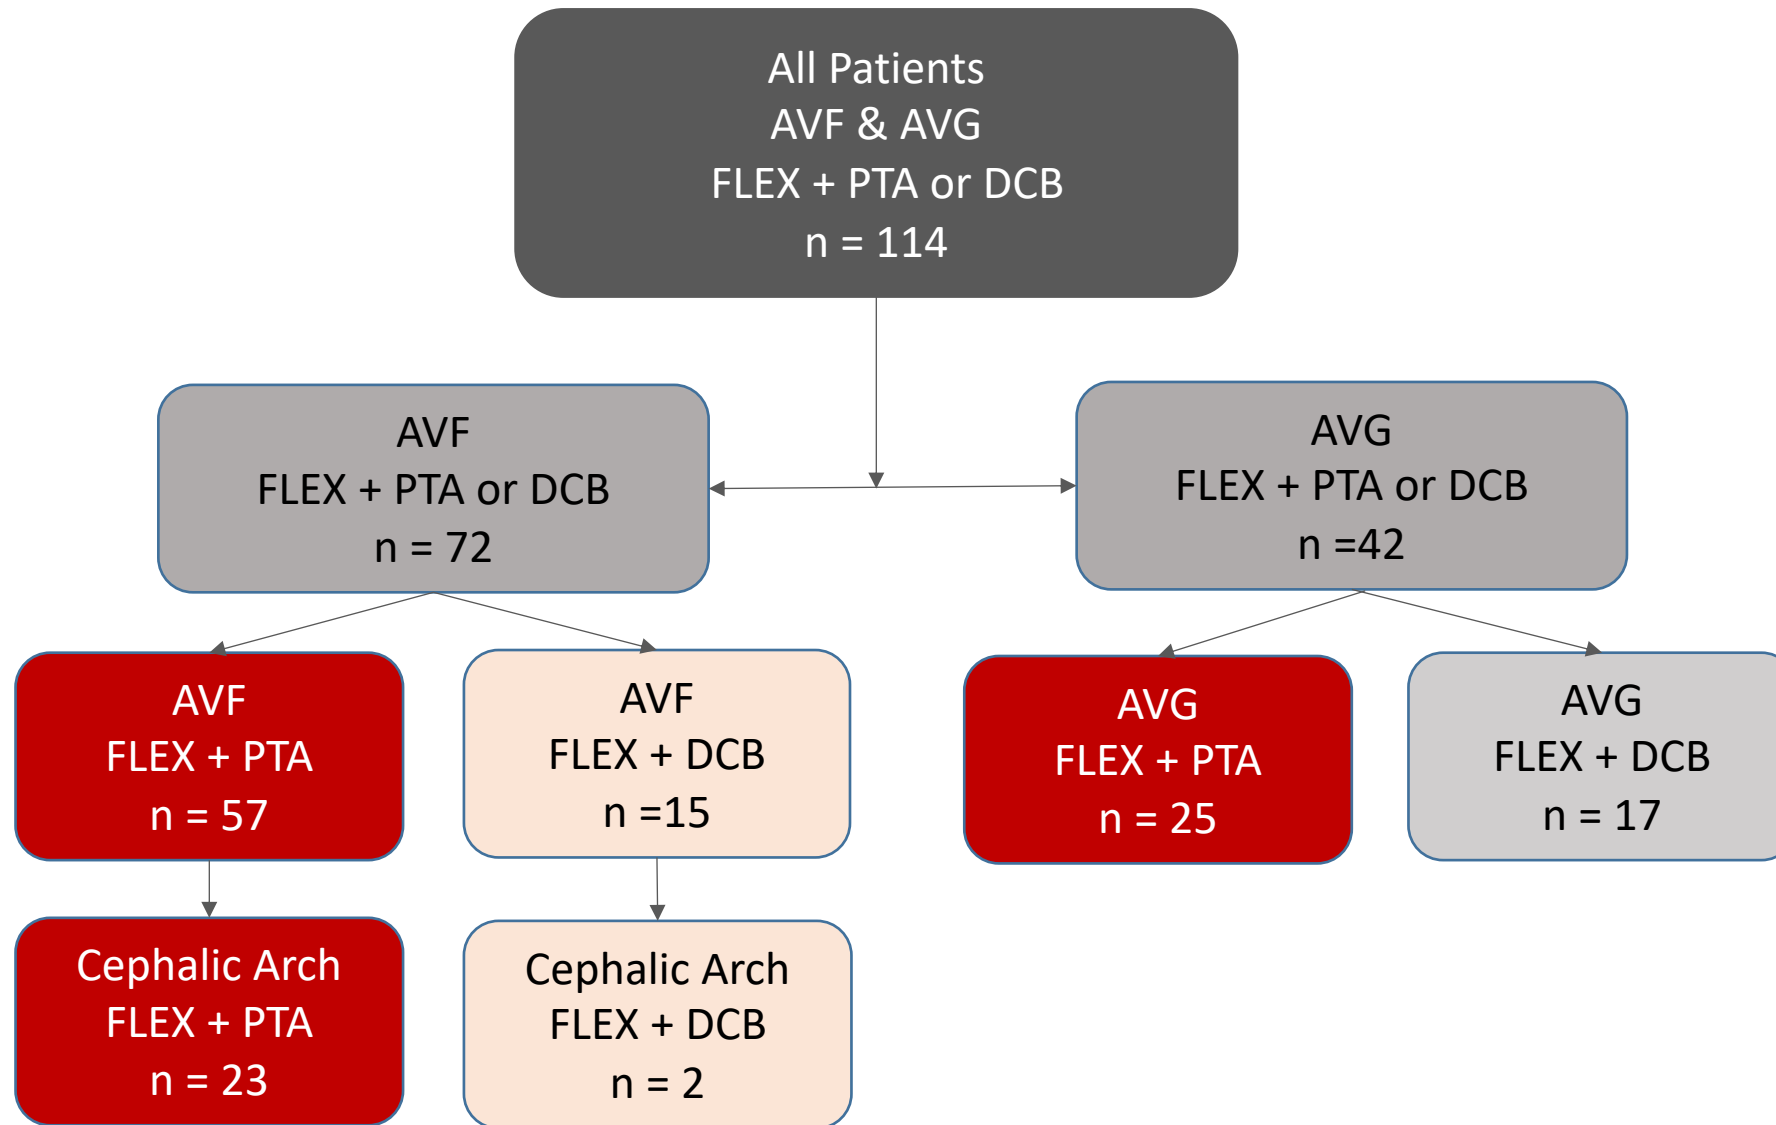 All Patients
AVF & AVG
FLEX + PTA or DCB
n = 114
AVF
FLEX + PTA or DCB
n = 72
AVG
FLEX + PTA or DCB
n =42
AVF
FLEX + PTA
n = 57
AVF
FLEX + DCB
n =15
AVG
FLEX + PTA
n = 25
AVG
FLEX + DCB
n = 17
Cephalic Arch
FLEX + PTA
n = 23
Cephalic Arch
FLEX + DCB
n = 2